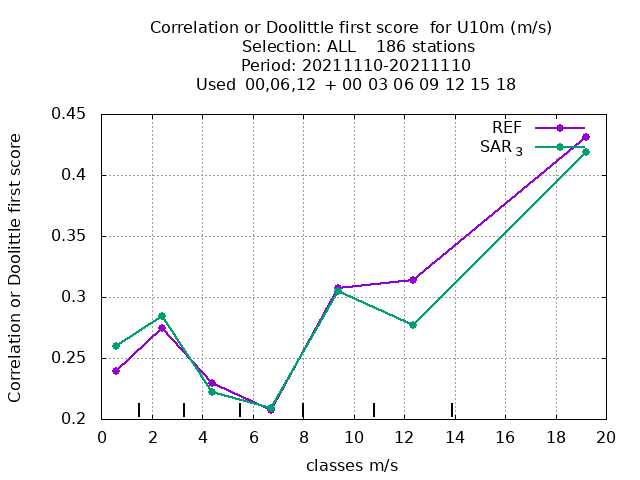 Correlation or Doolittle first score  for U10m (m/s)
Selection: ALL    186 stations
Period: 20211110-20211110
Used  00,06,12  + 00 03 06 09 12 15 18
Correlation or Doolittle first score
0.45
0.4
0.35
0.3
0.25
0.2
REF
SAR 3
0 2 4 6 8 10 12 14 16 18 20
classes m/s